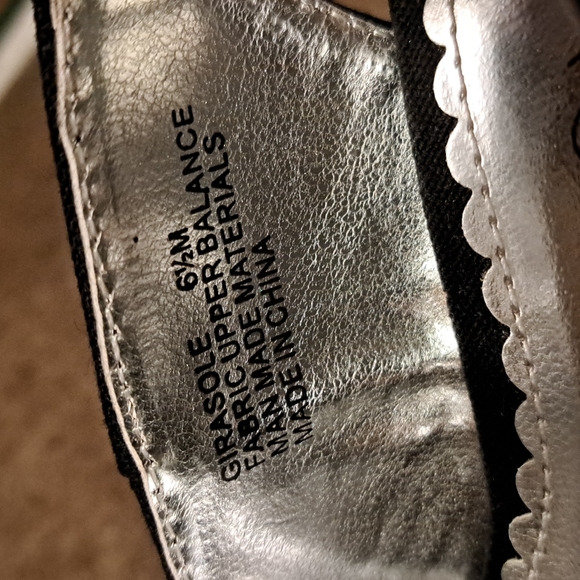 GIRASOLE 6½M
FABRIC UPPER BALANCE
MAN MADE MATERIALS
MADE IN CHINA